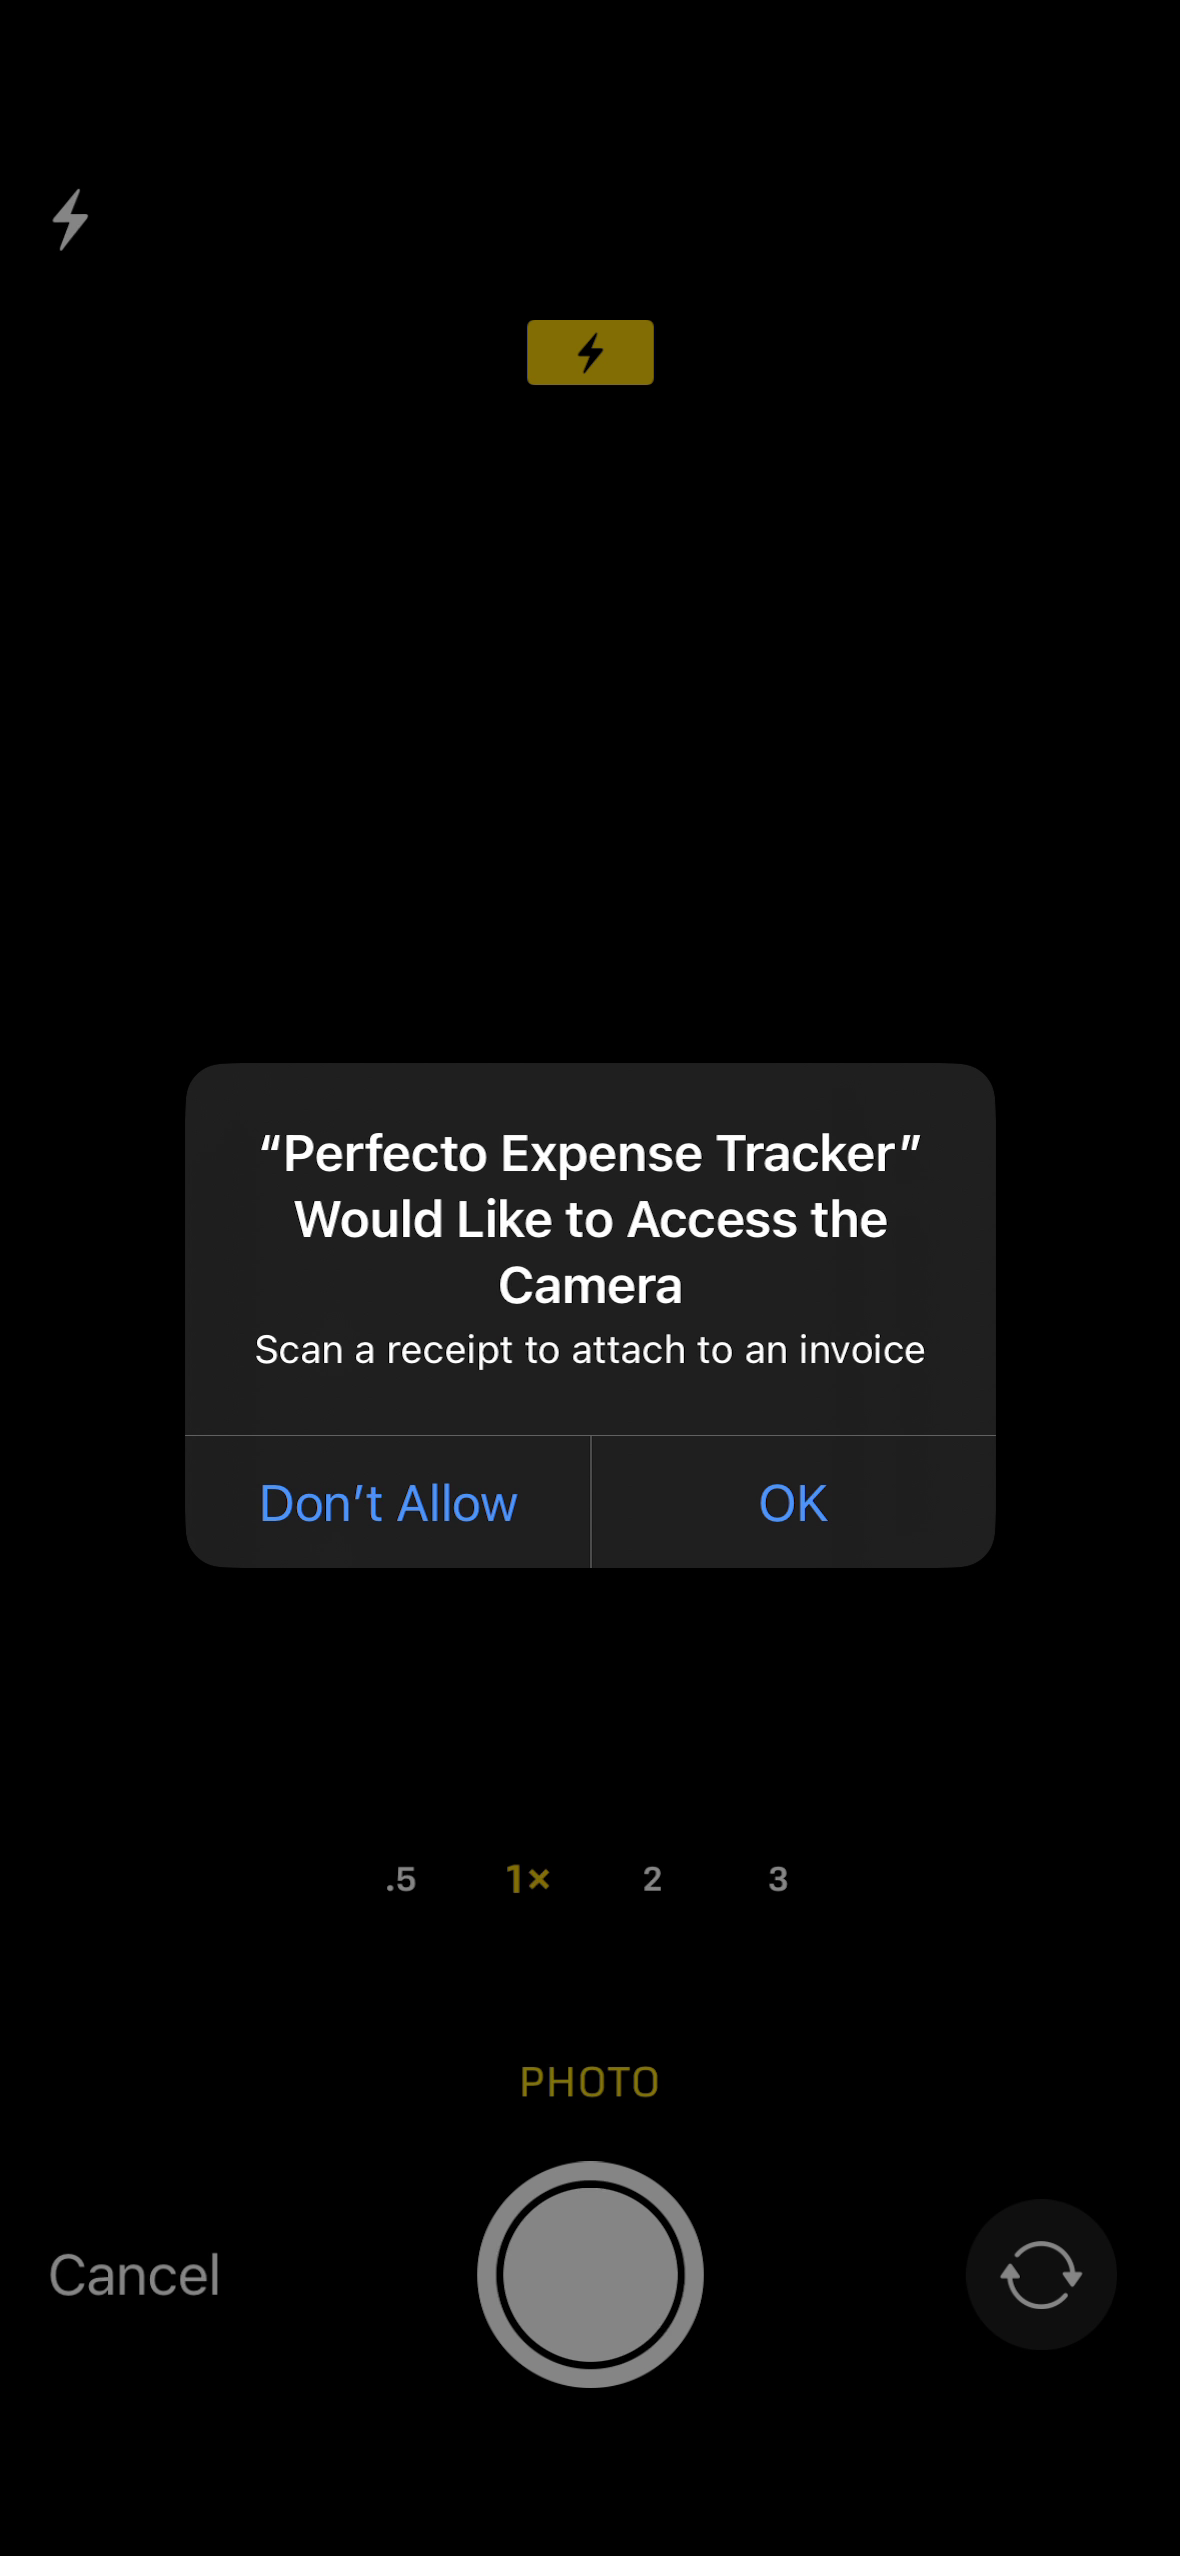 “Perfecto Expense Tracker”
Would Like to Access the
Camera
Scan a receipt to attach to an invoice
Don’t Allow
OK
.5
1×
2
3
PHOTO
Cancel